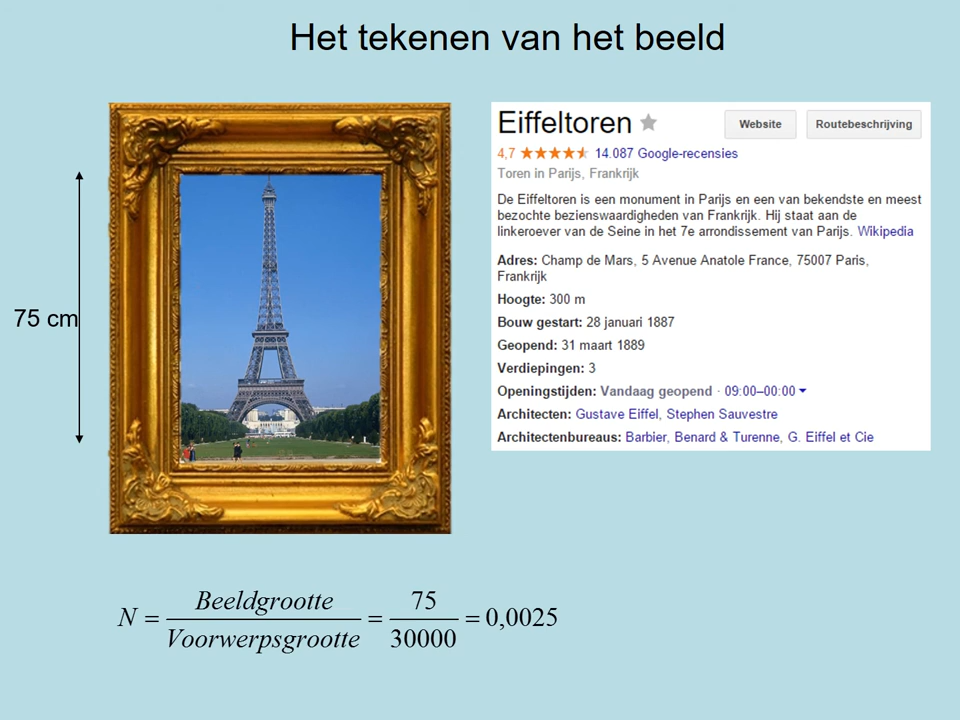 Het tekenen van het beeld
75 cm
Eiffeltoren
Website
Routebeschrijving
4,7 14.087 Google-recensies
Toren in Parijs, Frankrijk
De Eiffeltoren is een monument in Parijs en een van bekendste en meest
bezochte bezienswaardigheden van Frankrijk. Hij staat aan de
linkeroever van de Seine in het 7e arrondissement van Parijs. Wikipedia
Adres: Champ de Mars, 5 Avenue Anatole France, 75007 Paris,
Frankrijk
Hoogte: 300 m
Bouw gestart: 28 januari 1887
Geopend: 31 maart 1889
Verdiepingen: 3
Openingstijden: Vandaag geopend · 09:00–00:00
Architecten: Gustave Eiffel, Stephen Sauvestre
Architectenbureaus: Barbier, Benard & Turenne, G. Eiffel et Cie
N = Beeldgrootte / Voorwerpsgrootte = 75 / 30000 = 0,0025